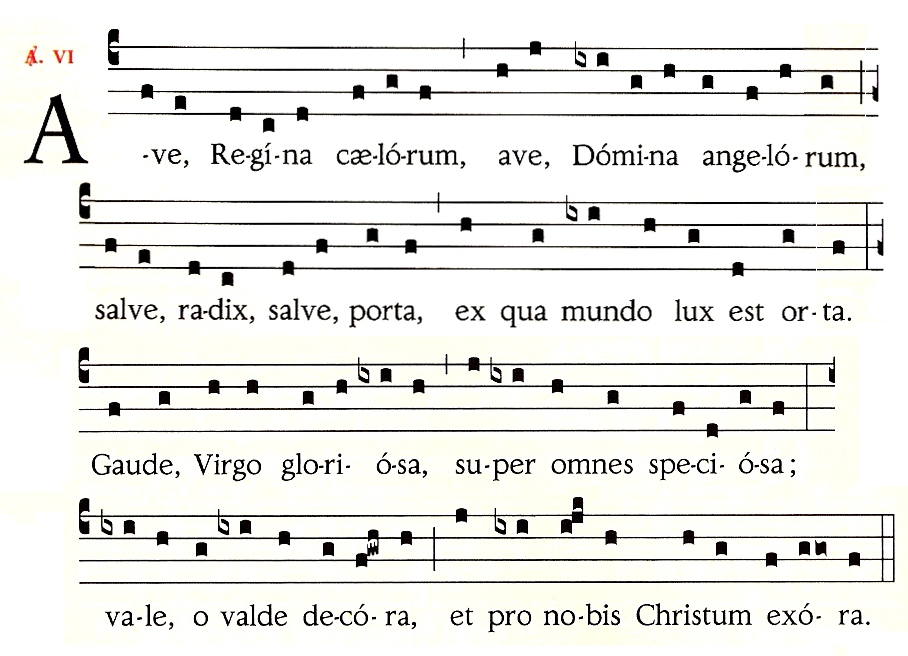 A. VI
A-ve, Re-gí-na cæ-ló-rum, ave, Dómi-na ange-ló-rum,
salve, ra-dix, salve, porta, ex qua mundo lux est or-ta.
Gaude, Virgo glo-ri-ó-sa, su-per omnes spe-ci-ó-sa;
va-le, o valde de-có-ra, et pro no-bis Christum exó-ra.